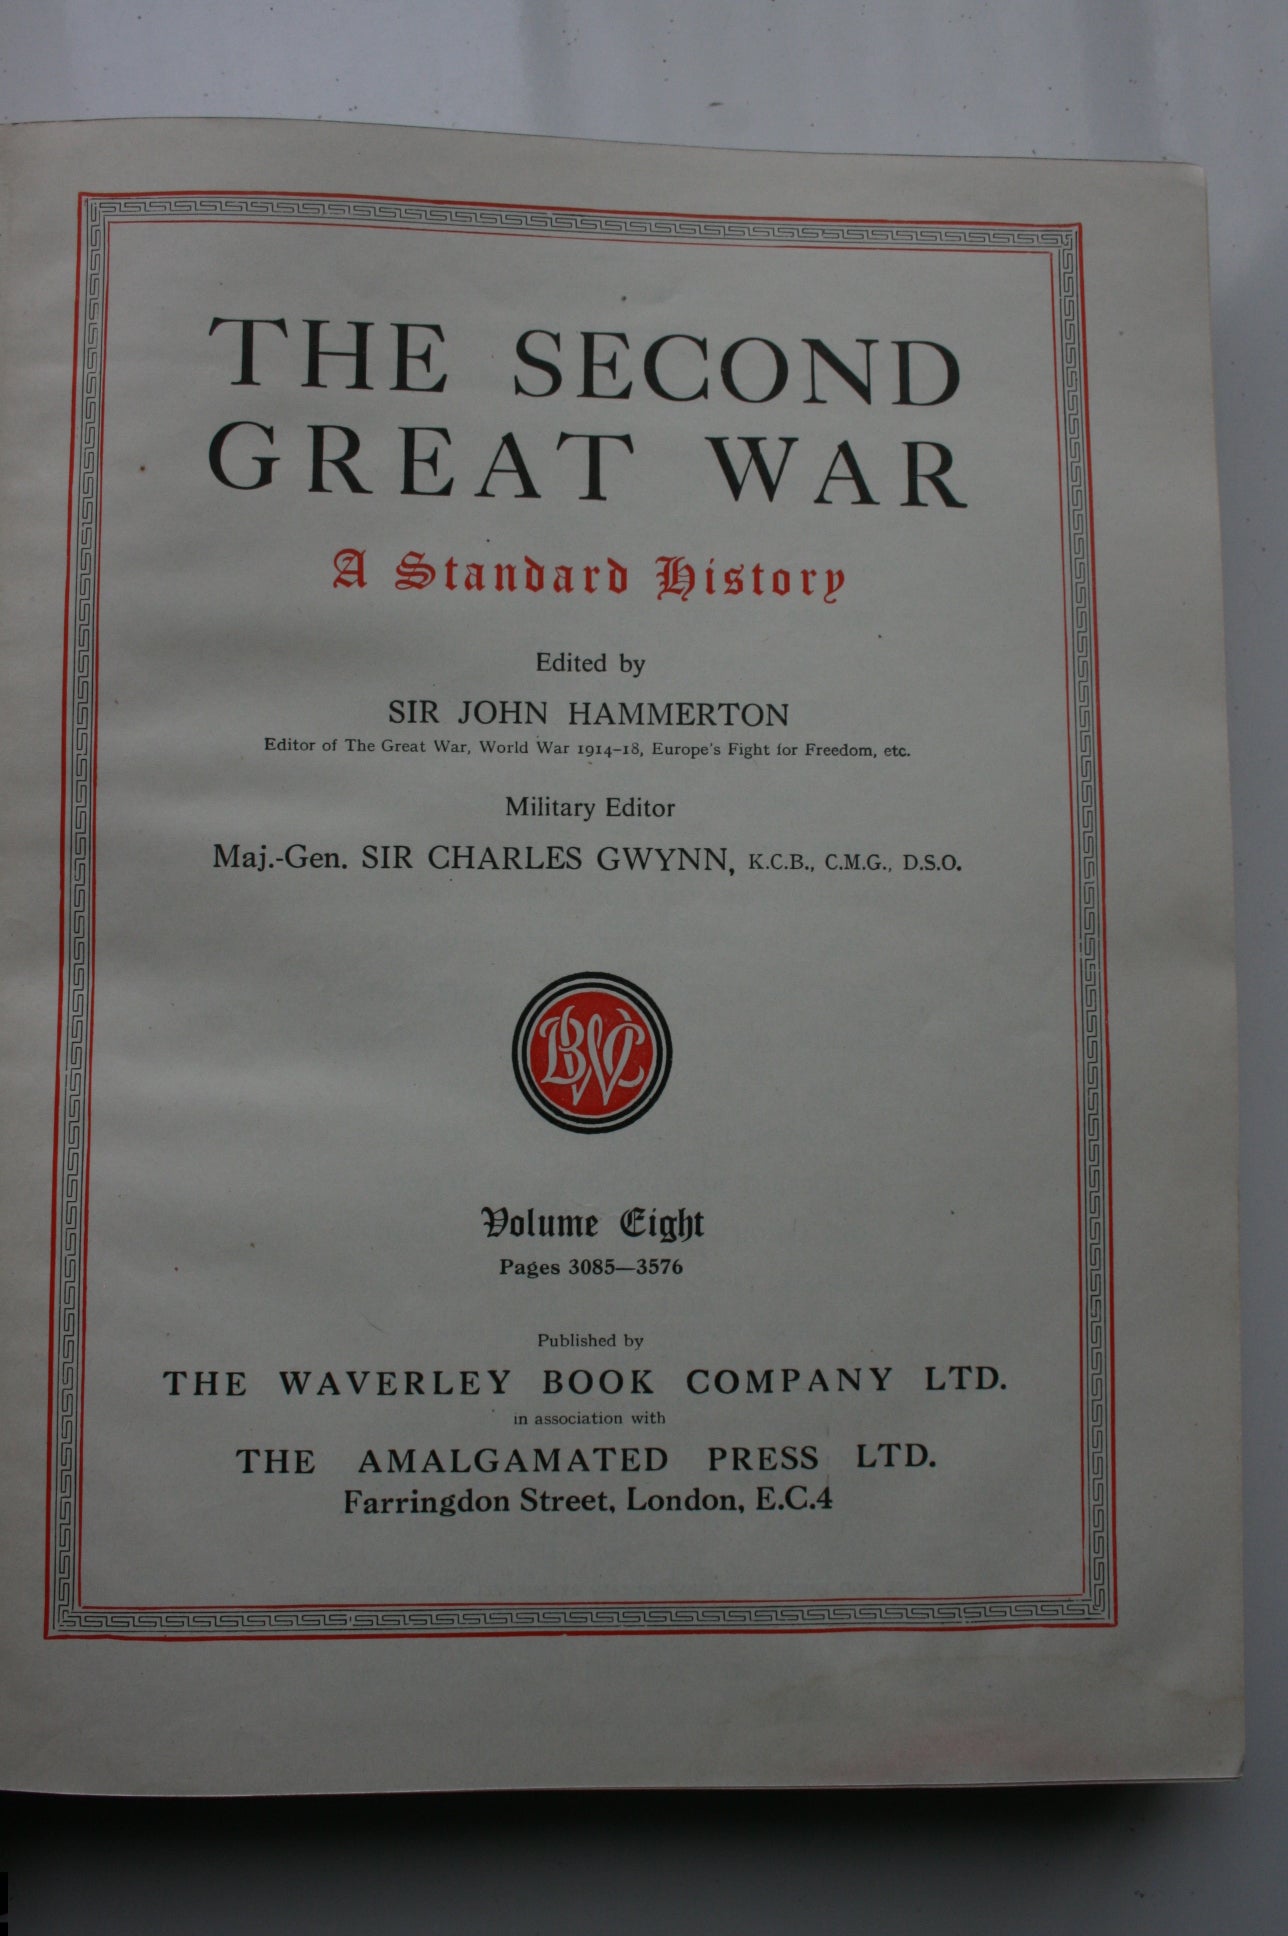 THE SECOND
GREAT WAR
A Standard History
Edited by
SIR JOHN HAMMERTON
Editor of The Great War, World War 1914–18, Europe's Fight for Freedom, etc.
Military Editor
Maj.-Gen. SIR CHARLES GWYNN, K.C.B., C.M.G., D.S.O.
BWC
Volume Eight
Pages 3085—3576
Published by
THE WAVERLEY BOOK COMPANY LTD.
in association with
THE AMALGAMATED PRESS LTD.
Farringdon Street, London, E.C.4